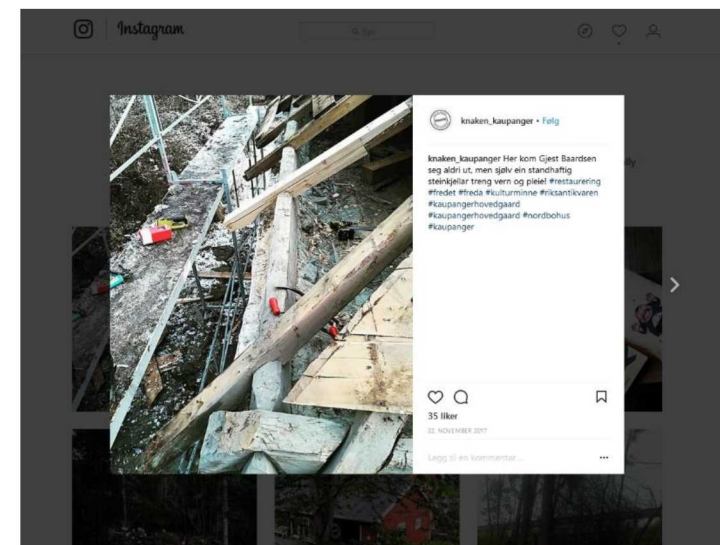 Instagram
Søk
knaken_kaupanger • Følg
knaken_kaupanger Her kom Gjest Baardsen
seg aldri ut, men sjølv ein standhaftig
steinkjellar treng vern og pleie! #restaurering
#fredet #freda #kulturminne #riksantikvaren
#kaupangerhovedgaard
#kaupangerhovedgaard #nordbohus
#kaupanger
35 liker
22. NOVEMBER 2017
Legg til en kommentar...